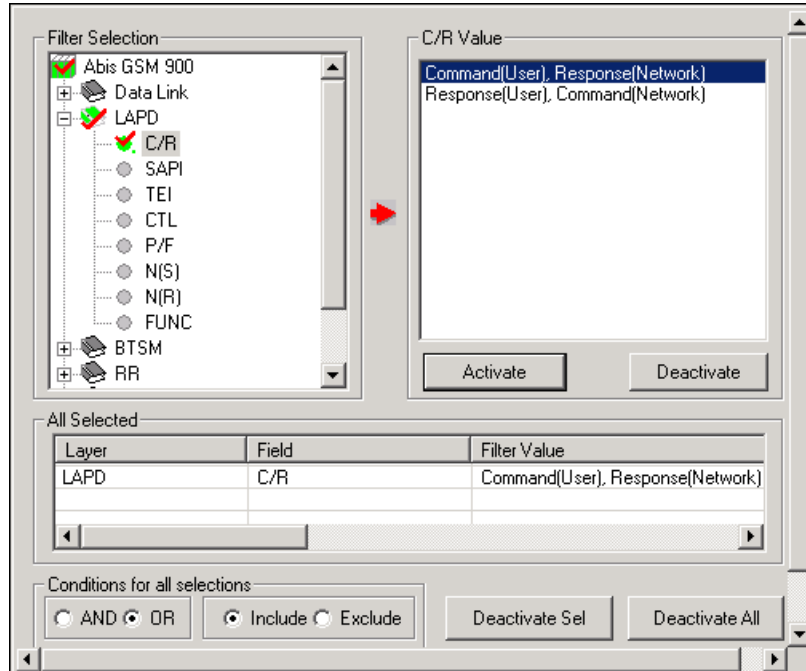 Filter Selection
Abis GSM 900
Data Link
LAPD
C/R
SAPI
TEI
CTL
P/F
N(S)
N(R)
FUNC
BTSM
RR
C/R Value
Command(User), Response(Network)
Response(User), Command(Network)
Activate Deactivate
All Selected
Layer Field Filter Value
LAPD C/R Command(User), Response(Network)
Conditions for all selections
AND OR Include Exclude Deactivate Sel Deactivate All